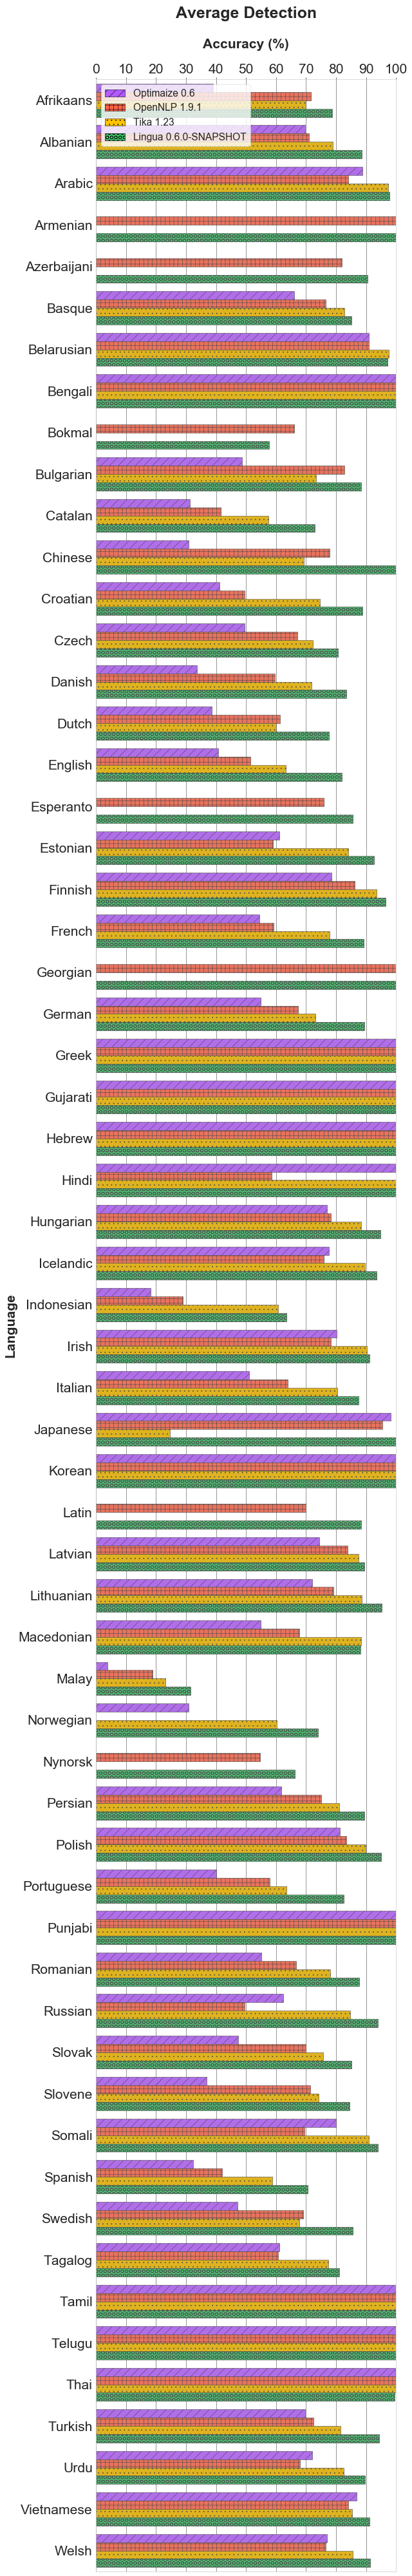 Average Detection
Accuracy (%)
0 10 20 30 40 50 60 70 80 90 100
Optimaize 0.6
OpenNLP 1.9.1
Tika 1.23
Lingua 0.6.0-SNAPSHOT
Afrikaans
Albanian
Arabic
Armenian
Azerbaijani
Basque
Belarusian
Bengali
Bokmal
Bulgarian
Catalan
Chinese
Croatian
Czech
Danish
Dutch
English
Esperanto
Estonian
Finnish
French
Georgian
German
Greek
Gujarati
Hebrew
Hindi
Hungarian
Icelandic
Indonesian
Language
Irish
Italian
Japanese
Korean
Latin
Latvian
Lithuanian
Macedonian
Malay
Norwegian
Nynorsk
Persian
Polish
Portuguese
Punjabi
Romanian
Russian
Slovak
Slovene
Somali
Spanish
Swedish
Tagalog
Tamil
Telugu
Thai
Turkish
Urdu
Vietnamese
Welsh